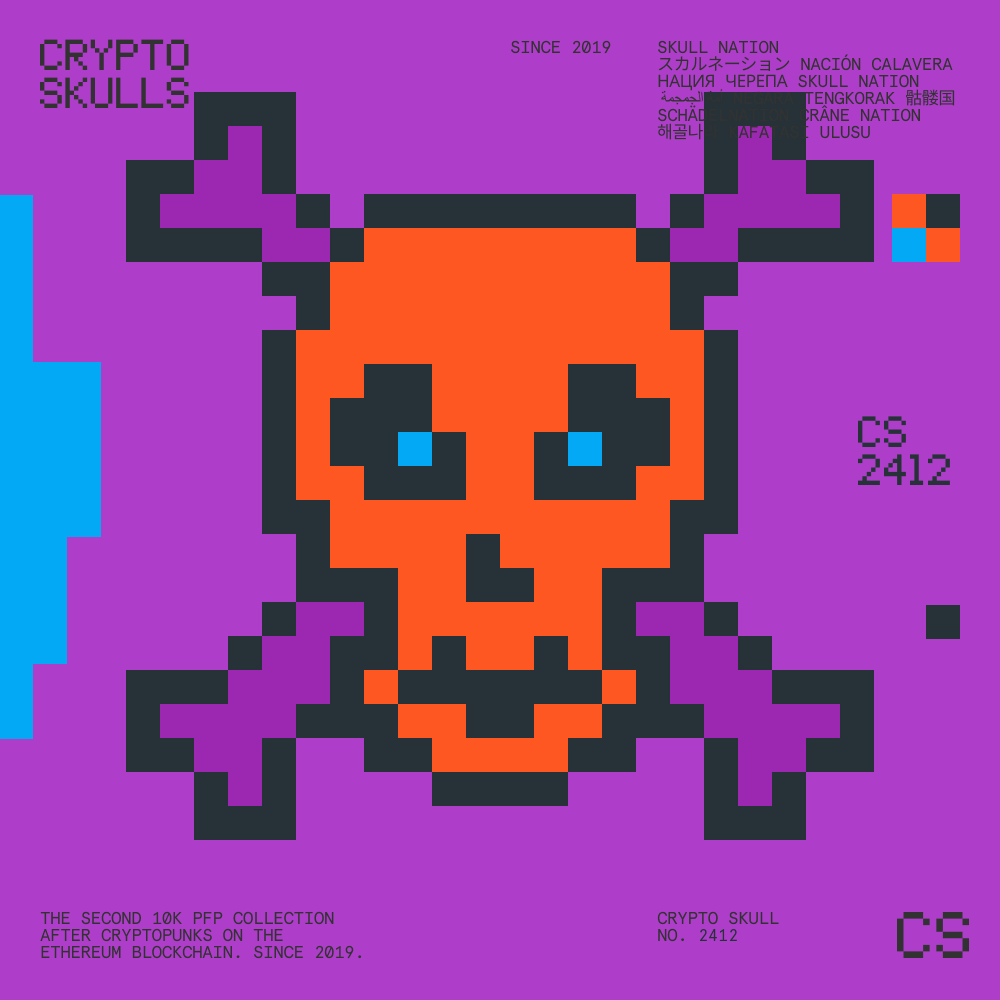 CRYPTO
SKULLS
SINCE 2019
SKULL NATION
スカルネーション NACIÓN CALAVERA
НАЦИЯ ЧЕРЕПА SKULL NATION
TENGKORAK 骷髅国
CRÂNE NATION
ULUSU
CS
2412
THE SECOND 10K PFP COLLECTION
AFTER CRYPTOPUNKS ON THE
ETHEREUM BLOCKCHAIN. SINCE 2019.
CRYPTO SKULL
NO. 2412
CS